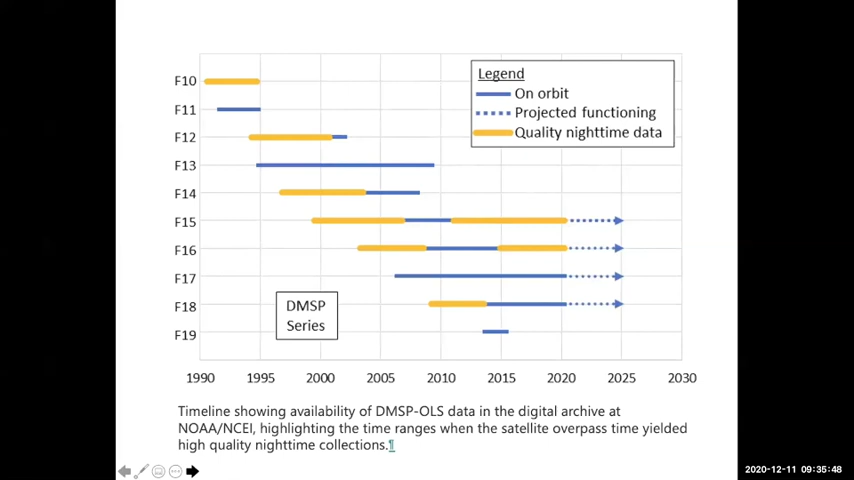 Legend
On orbit
Projected functioning
Quality nighttime data
F10
F11
F12
F13
F14
F15
F16
F17
F18
F19
DMSP
Series
1990 1995 2000 2005 2010 2015 2020 2025 2030
Timeline showing availability of DMSP-OLS data in the digital archive at
NOAA/NCEI, highlighting the time ranges when the satellite overpass time yielded
high quality nighttime collections.¶
2020-12-11 09:35:48